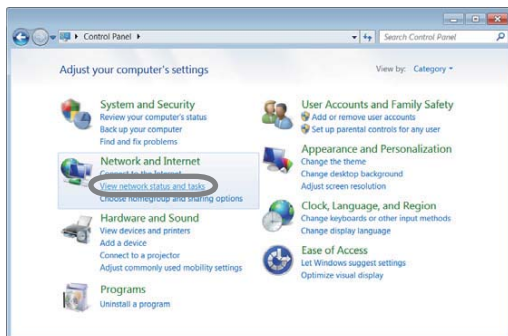 Control Panel
Search Control Panel
Adjust your computer's settings
View by: Category
System and Security
Review your computer's status
Back up your computer
Find and fix problems
Network and Internet
Connect to the Internet
View network status and tasks
Choose homegroup and sharing options
Hardware and Sound
View devices and printers
Add a device
Connect to a projector
Adjust commonly used mobility settings
Programs
Uninstall a program
User Accounts and Family Safety
Add or remove user accounts
Set up parental controls for any user
Appearance and Personalization
Change the theme
Change desktop background
Adjust screen resolution
Clock, Language, and Region
Change keyboards or other input methods
Change display language
Ease of Access
Let Windows suggest settings
Optimize visual display